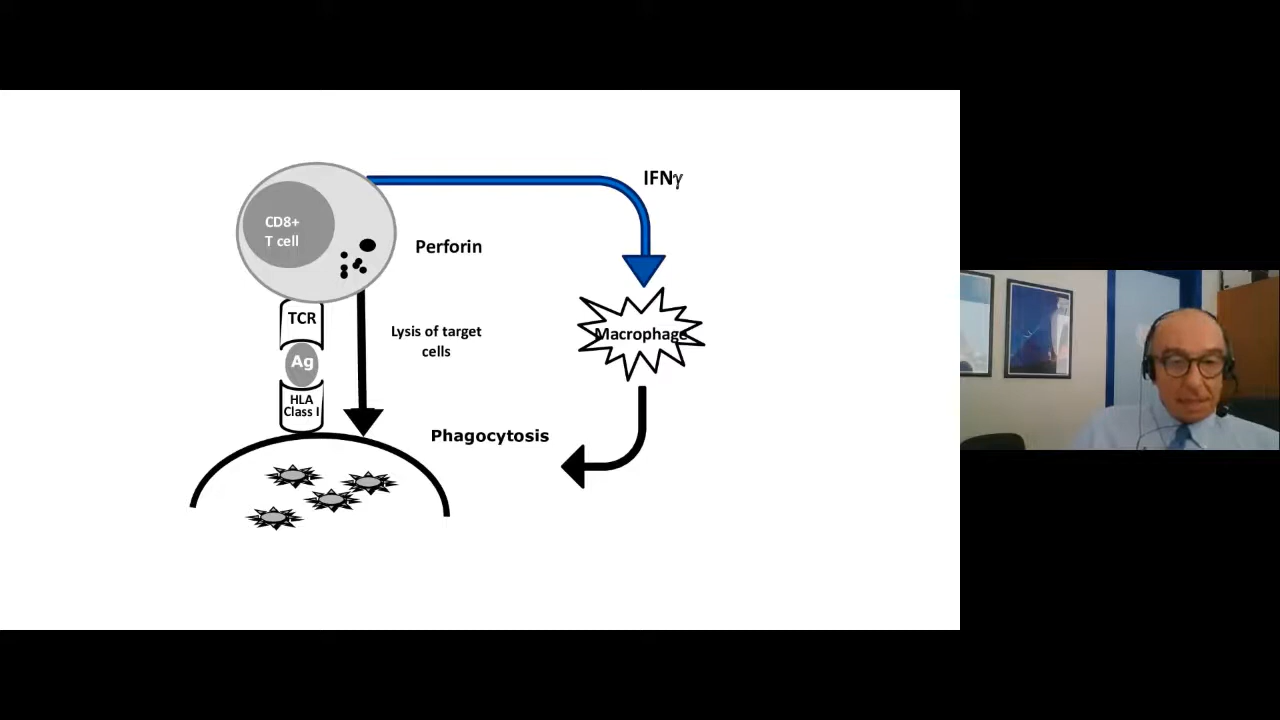 IFNγ
CD8+
T cell
Perforin
TCR
Lysis of target
cells
Macrophage
Ag
HLA
Class I
Phagocytosis